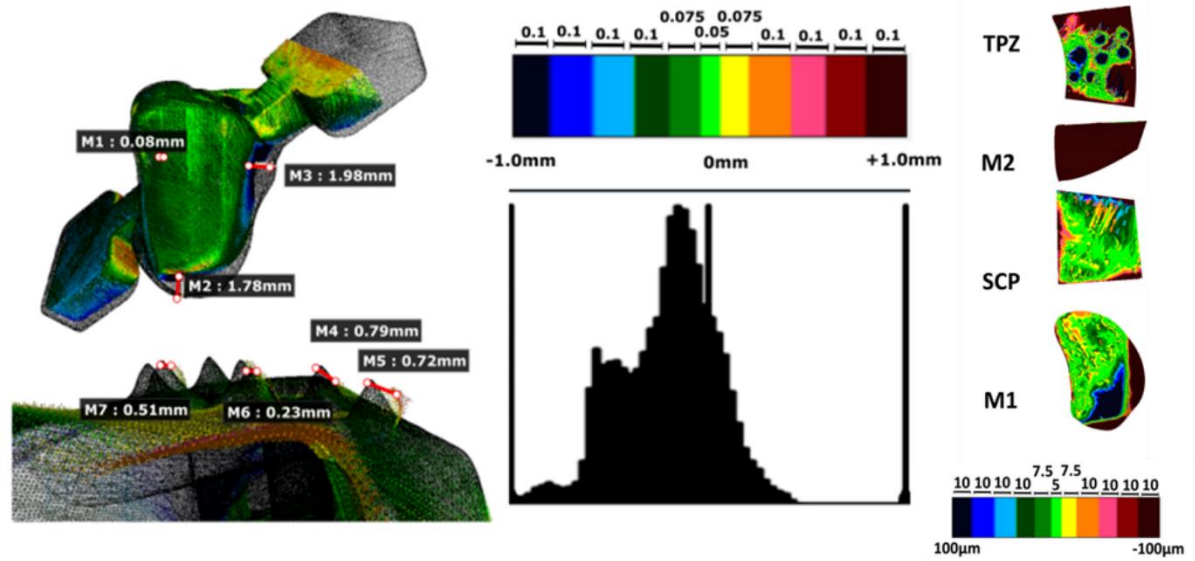 M1 : 0.08mm
M3 : 1.98mm
M2 : 1.78mm
M4 : 0.79mm
M5 : 0.72mm
M7 : 0.51mm
M6 : 0.23mm
0.075 0.075
0.1 0.1 0.1 0.1 0.05 0.1 0.1 0.1 0.1
-1.0mm 0mm +1.0mm
TPZ
M2
SCP
M1
7.5 7.5
10 10 10 10 5 10 10 10 10
100µm -100µm